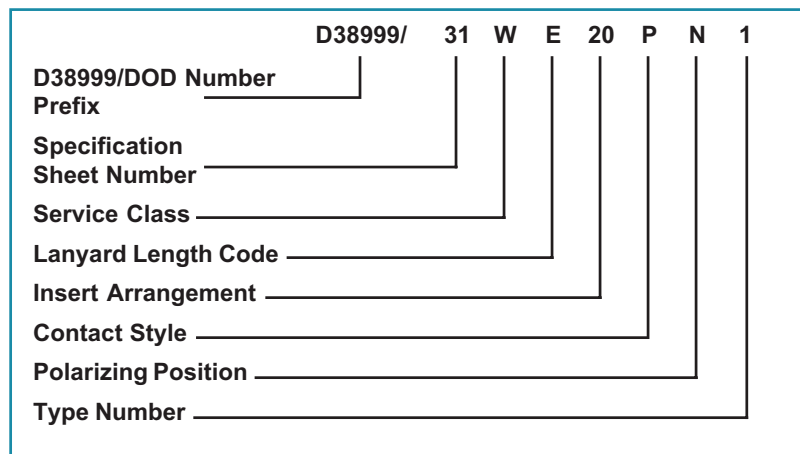 D38999/ 31 W E 20 P N 1
D38999/DOD Number
Prefix
Specification
Sheet Number
Service Class
Lanyard Length Code
Insert Arrangement
Contact Style
Polarizing Position
Type Number